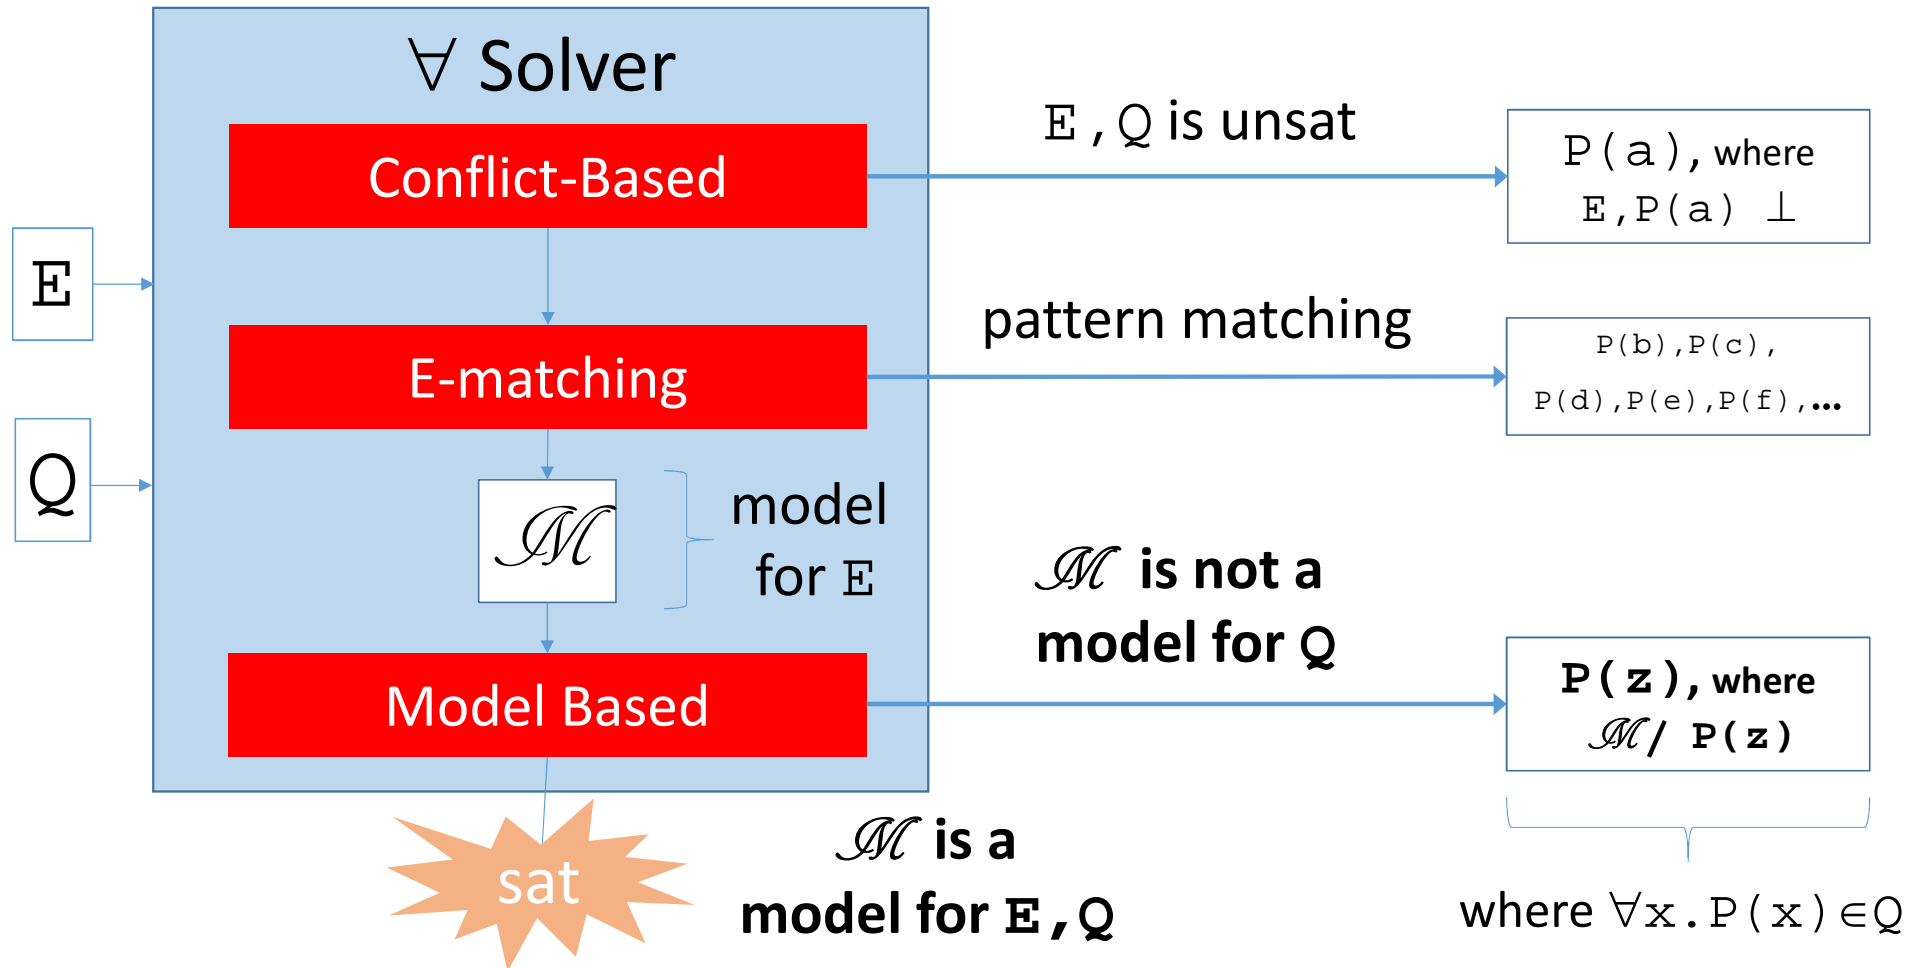 ∀ Solver
Conflict-Based
E-matching
ℳ
model
for E
Model Based
sat
E
Q
E,Q is unsat
pattern matching
ℳ is not a
model for Q
ℳ is a
model for E,Q
P(a), where
E,P(a) ⊥
P(b),P(c),
P(d),P(e),P(f),…
P(z), where
ℳ/ P(z)
where ∀x.P(x)∈Q